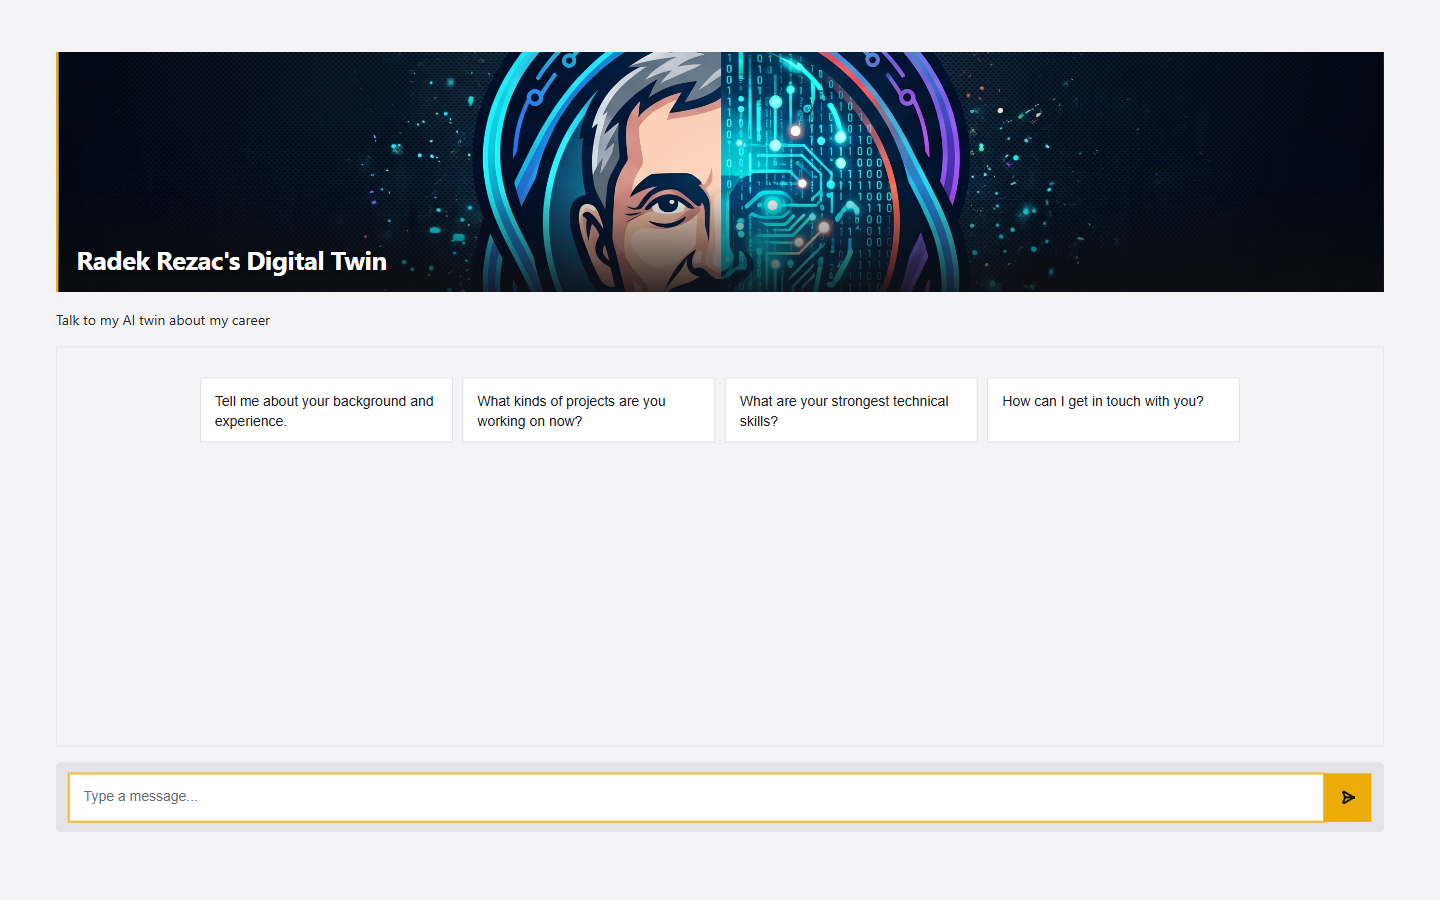 Radek Rezac's Digital Twin
Talk to my AI twin about my career
Tell me about your background and
experience.
What kinds of projects are you
working on now?
What are your strongest technical
skills?
How can I get in touch with you?
Type a message...